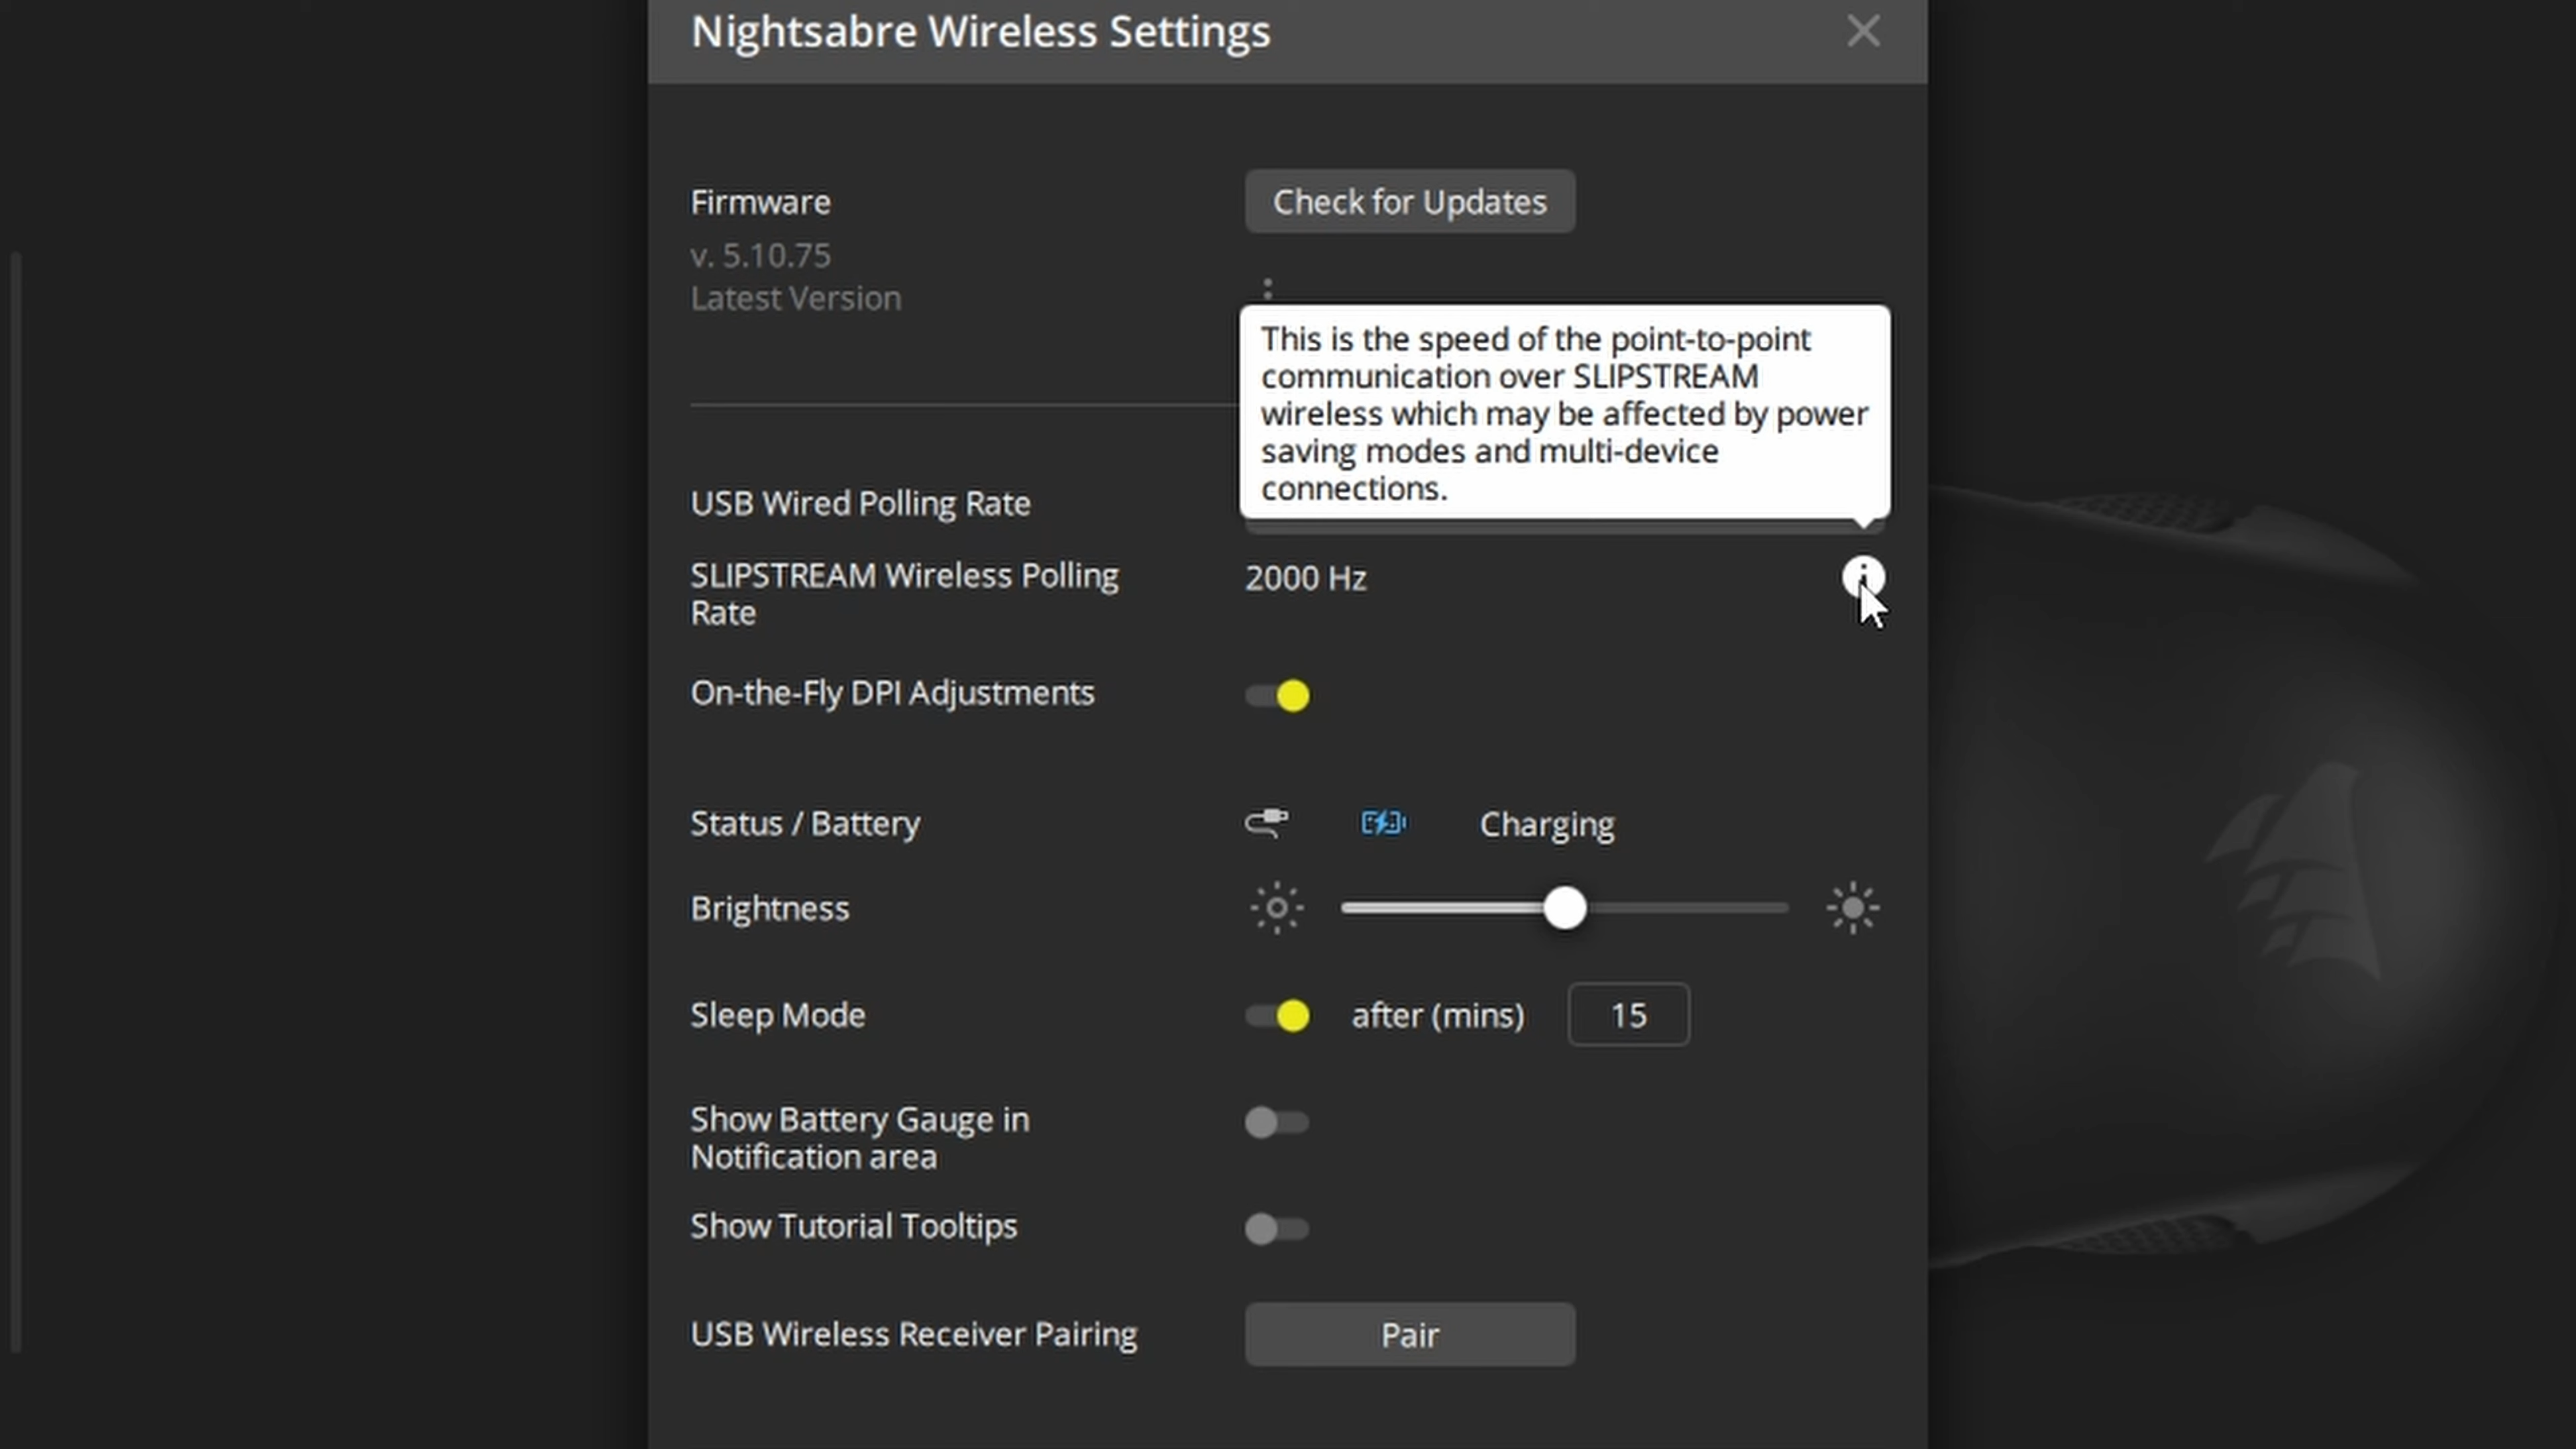 Nightsabre Wireless Settings
Firmware
Check for Updates
v. 5.10.75
Latest Version
This is the speed of the point-to-point
communication over SLIPSTREAM
wireless which may be affected by power
saving modes and multi-device
connections.
USB Wired Polling Rate
SLIPSTREAM Wireless Polling
Rate
2000 Hz
On-the-Fly DPI Adjustments
Status / Battery
Charging
Brightness
Sleep Mode
after (mins)
15
Show Battery Gauge in
Notification area
Show Tutorial Tooltips
USB Wireless Receiver Pairing
Pair